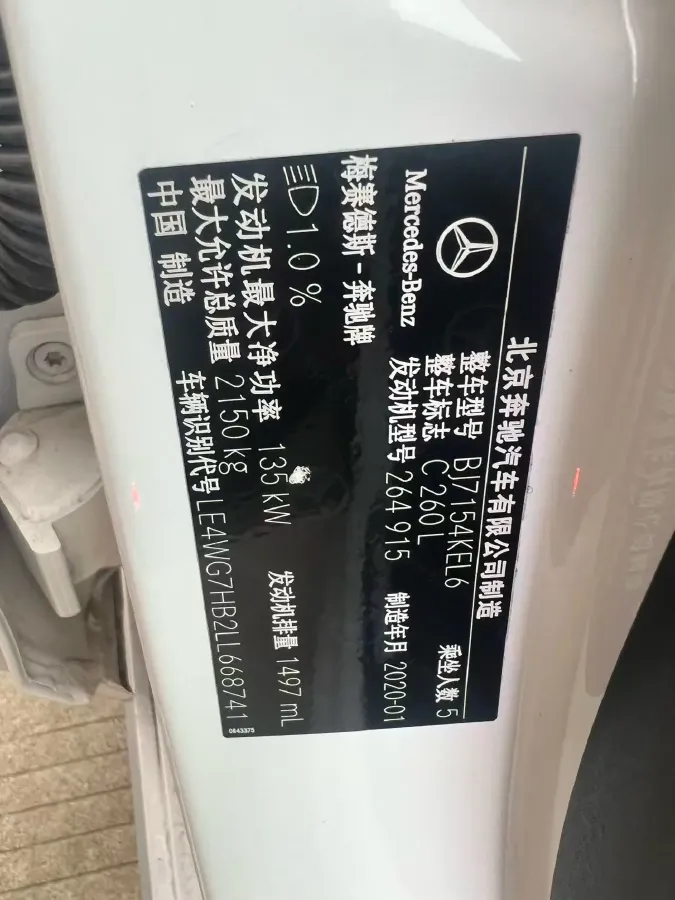 北京奔驰汽车有限公司制造
Mercedes-Benz
整车型号 BJ7154KEL6 乘坐人数 5
整车标志 C 260 L
发动机型号 264 915 制造年月 2020-01
梅赛德斯-奔驰牌
1.0 %
发动机最大净功率 135 kW 发动机排量 1497 mL
最大允许总质量 2150 kg
车辆识别代号 LE4WG7HB2LL668741
中国 制造
0843375